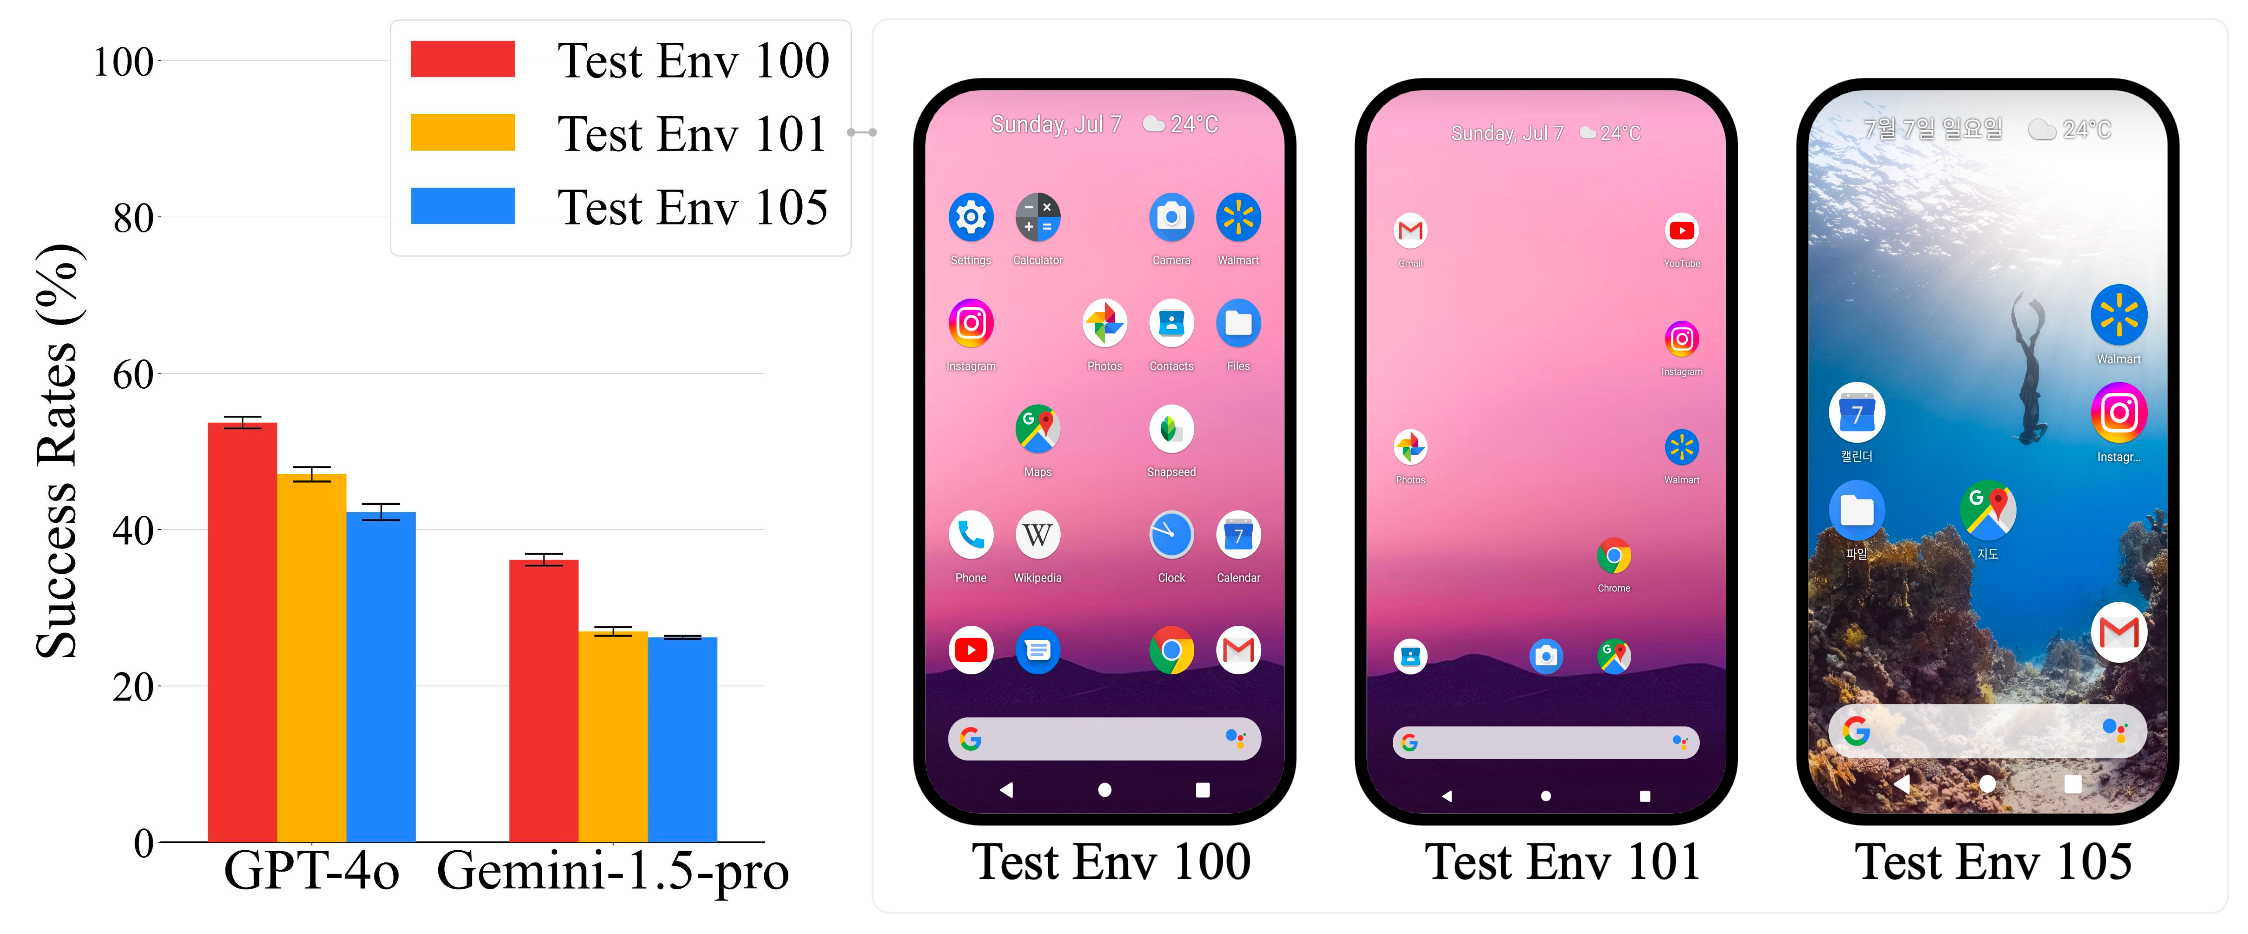 Success Rates (%)
100
80
60
40
20
0
Test Env 100
Test Env 101
Test Env 105
GPT-4o
Gemini-1.5-pro
Sunday, Jul 7 24°C
Settings Calculator Camera Walmart
Instagram Photos Contacts Files
Maps Snapseed
W
7
Phone Wikipedia Clock Calendar
Test Env 100
Sunday, Jul 7 24°C
Gmail YouTube
Instagram
Photos Walmart
Chrome
Test Env 101
7월 7일 일요일 24°C
Walmart
7
캘린더 Instagr...
파일 지도
Test Env 105